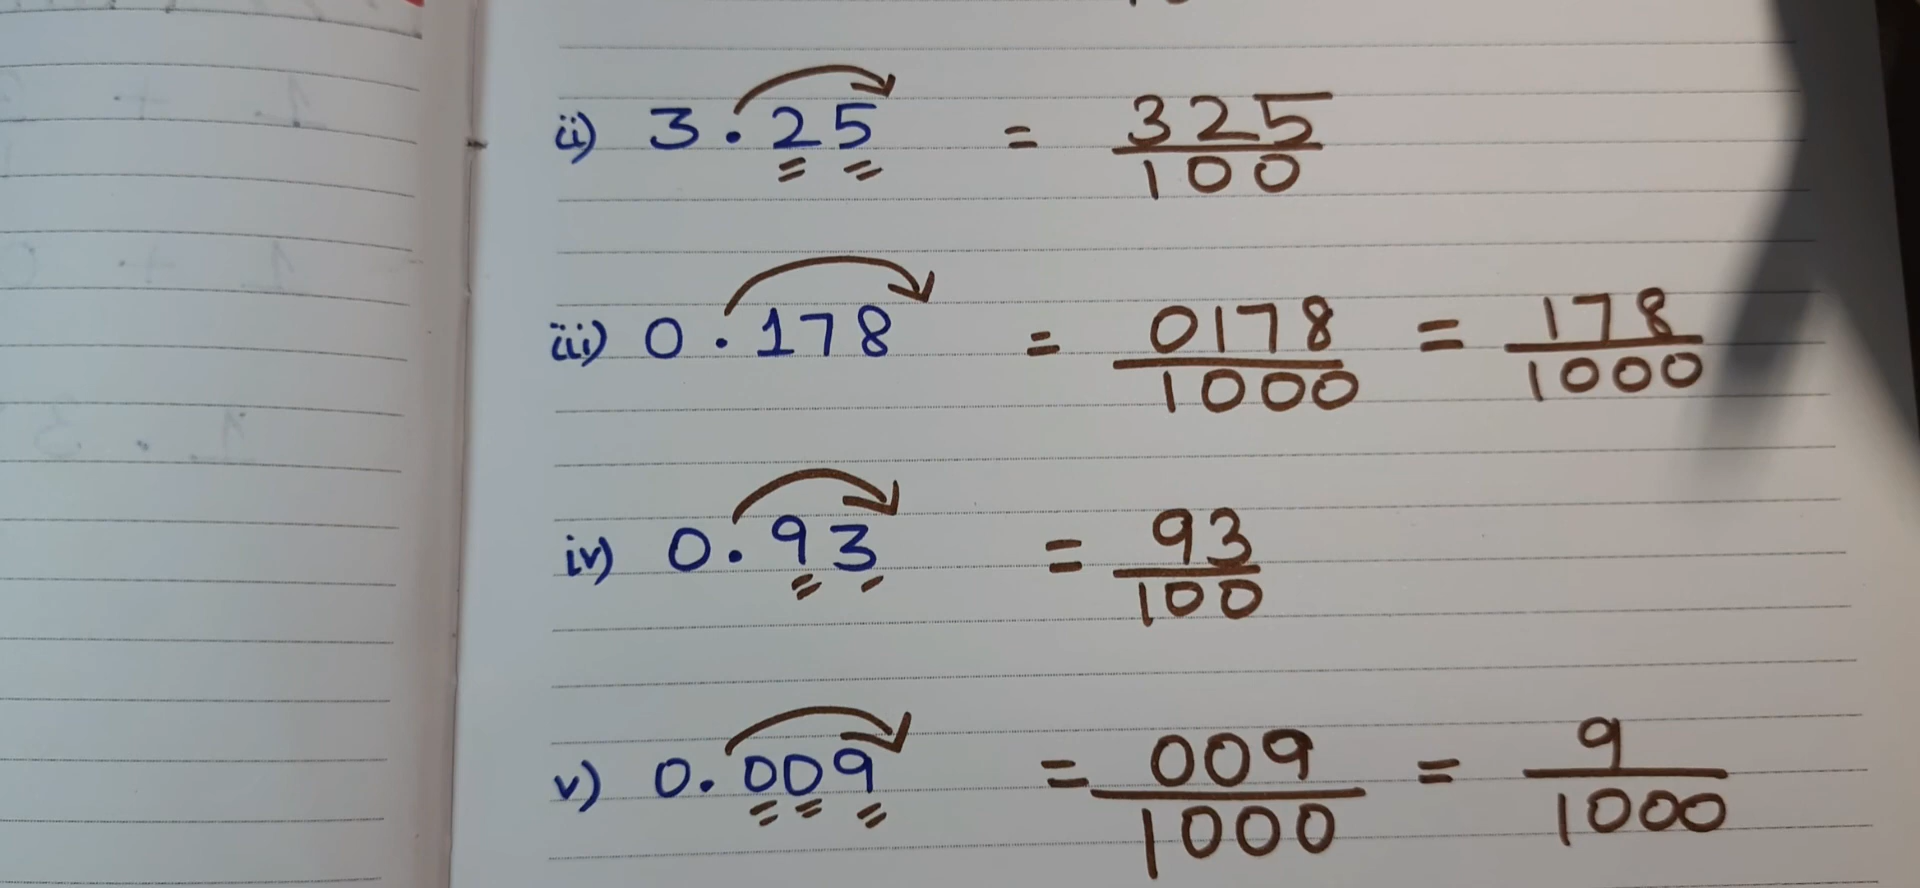 ii) 3.25 = 325/100
iii) 0.178 = 0178/1000 = 178/1000
iv) 0.93 = 93/100
v) 0.009 = 009/1000 = 9/1000